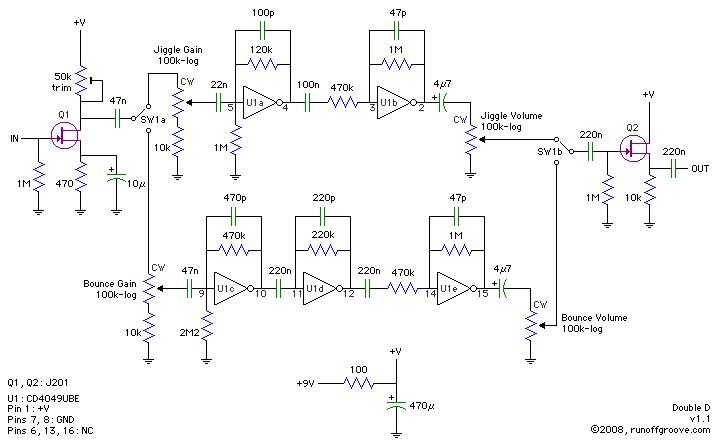 +V
100p
47p
50k
trim
Jiggle Gain
100k-log
120k
1M
+V
Q1
47n
CW
22n
100n
470k
4µ7
5
U1a
4
3
U1b
2
+
CW
Jiggle Volume
100k-log
220n
Q2
220n
IN
SW1a
SW1b
OUT
1M
470
+
10µ
10k
1M
1M
10k
470p
220p
47p
470k
220k
1M
CW
Bounce Gain
100k-log
47n
220n
220n
470k
4µ7
9
U1c
10
11
U1d
12
14
U1e
15
+
CW
Bounce Volume
100k-log
10k
2M2
+V
100
+9V
+
470µ
Q1, Q2: J201
U1: CD4049UBE
Pin 1: +V
Pins 7, 8: GND
Pins 6, 13, 16: NC
Double D
v1.1
©2008, runoffgroove.com